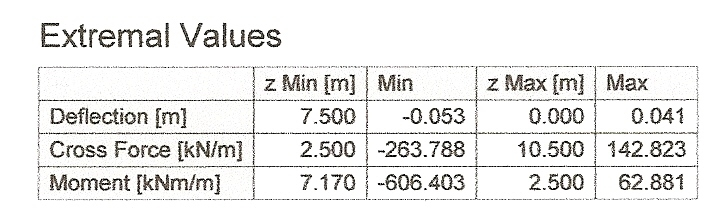 Extremal Values
z Min [m] Min z Max [m] Max
Deflection [m] 7.500 -0.053 0.000 0.041
Cross Force [kN/m] 2.500 -263.788 10.500 142.823
Moment [kNm/m] 7.170 -606.403 2.500 62.881